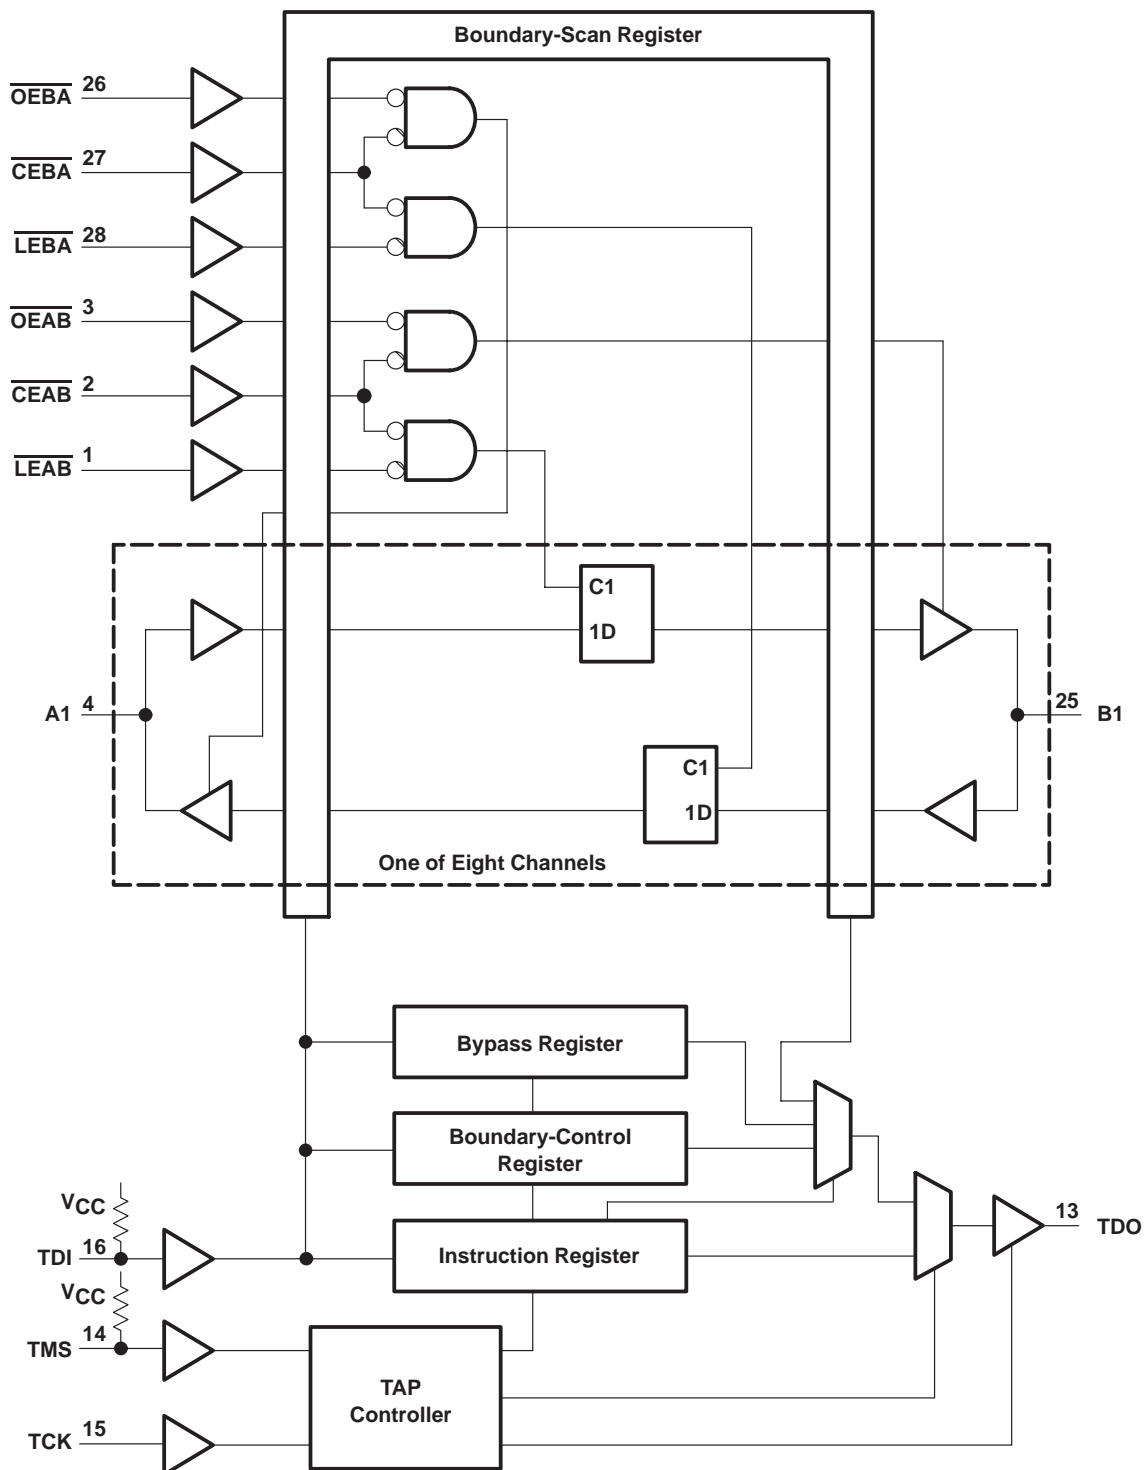 Boundary-Scan Register
OEBA 26
CEBA 27
LEBA 28
OEAB 3
CEAB 2
LEAB 1
C1
1D
A1 4
25 B1
C1
1D
One of Eight Channels
Bypass Register
Boundary-Control
Register
VCC
TDI 16
Instruction Register
13 TDO
VCC
TMS 14
TAP
Controller
TCK 15